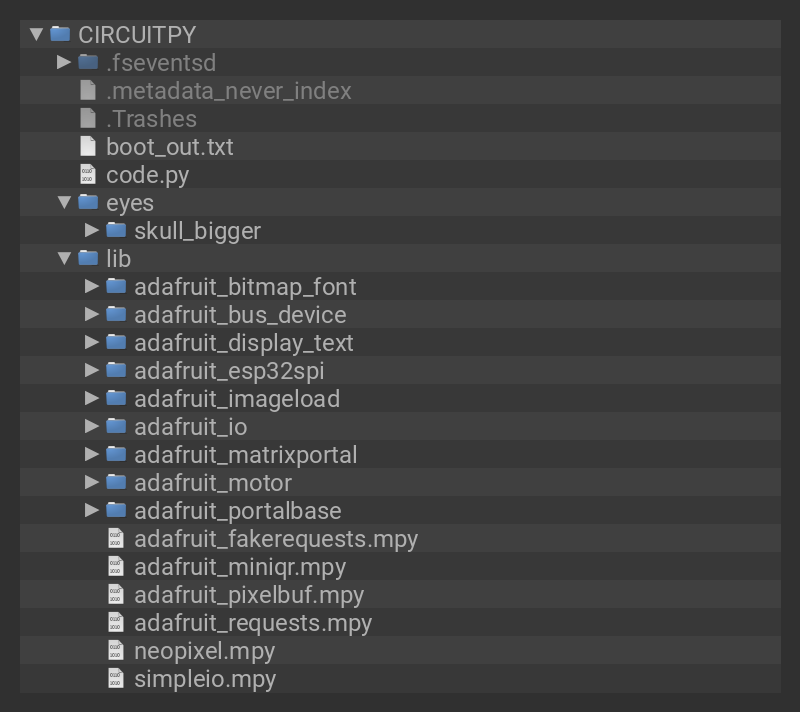 CIRCUITPY
.fseventsd
.metadata_never_index
.Trashes
boot_out.txt
code.py
eyes
skull_bigger
lib
adafruit_bitmap_font
adafruit_bus_device
adafruit_display_text
adafruit_esp32spi
adafruit_imageload
adafruit_io
adafruit_matrixportal
adafruit_motor
adafruit_portalbase
adafruit_fakerequests.mpy
adafruit_miniqr.mpy
adafruit_pixelbuf.mpy
adafruit_requests.mpy
neopixel.mpy
simpleio.mpy